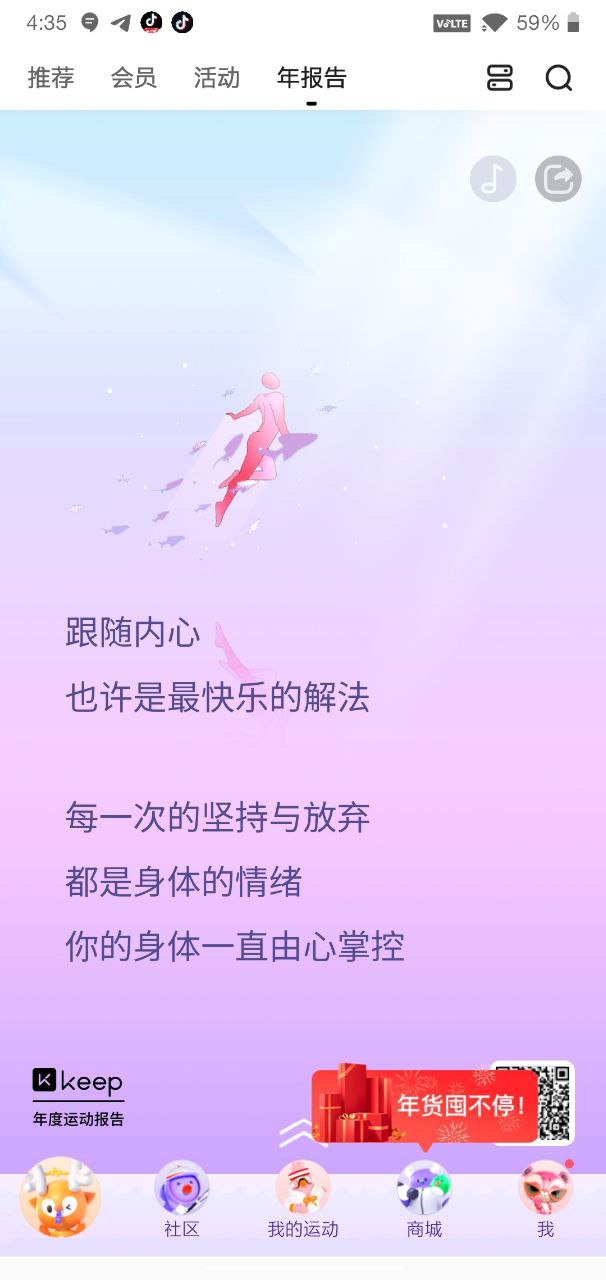 4:35
VoLTE
59%
推荐
会员
活动
年报告
跟随内心
也许是最快乐的解法
每一次的坚持与放弃
都是身体的情绪
你的身体一直由心掌控
keep
年度运动报告
年货囤不停!
社区
我的运动
商城
我